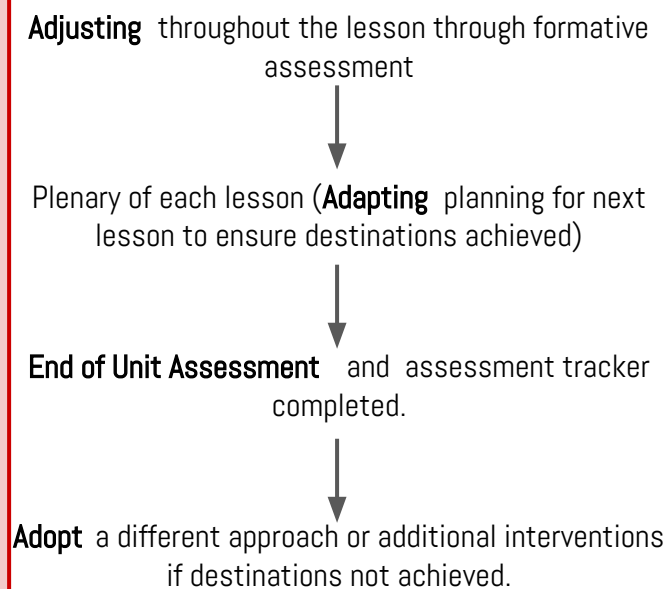 Adjusting throughout the lesson through formative
assessment
Plenary of each lesson (Adapting planning for next
lesson to ensure destinations achieved)
End of Unit Assessment and assessment tracker
completed.
Adopt a different approach or additional interventions
if destinations not achieved.